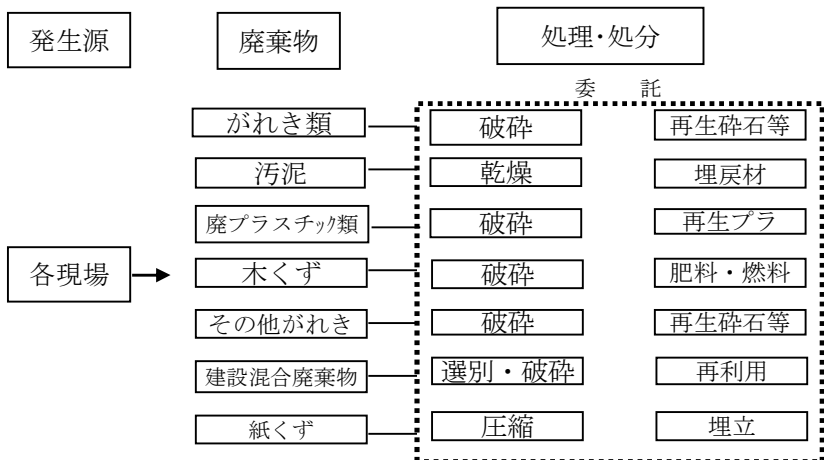 発生源 廃棄物 処理・処分
委 託
がれき類 破砕 再生砕石等
汚泥 乾燥 埋戻材
廃プラスチック類 破砕 再生プラ
各現場 木くず 破砕 肥料・燃料
その他がれき 破砕 再生砕石等
建設混合廃棄物 選別・破砕 再利用
紙くず 圧縮 埋立